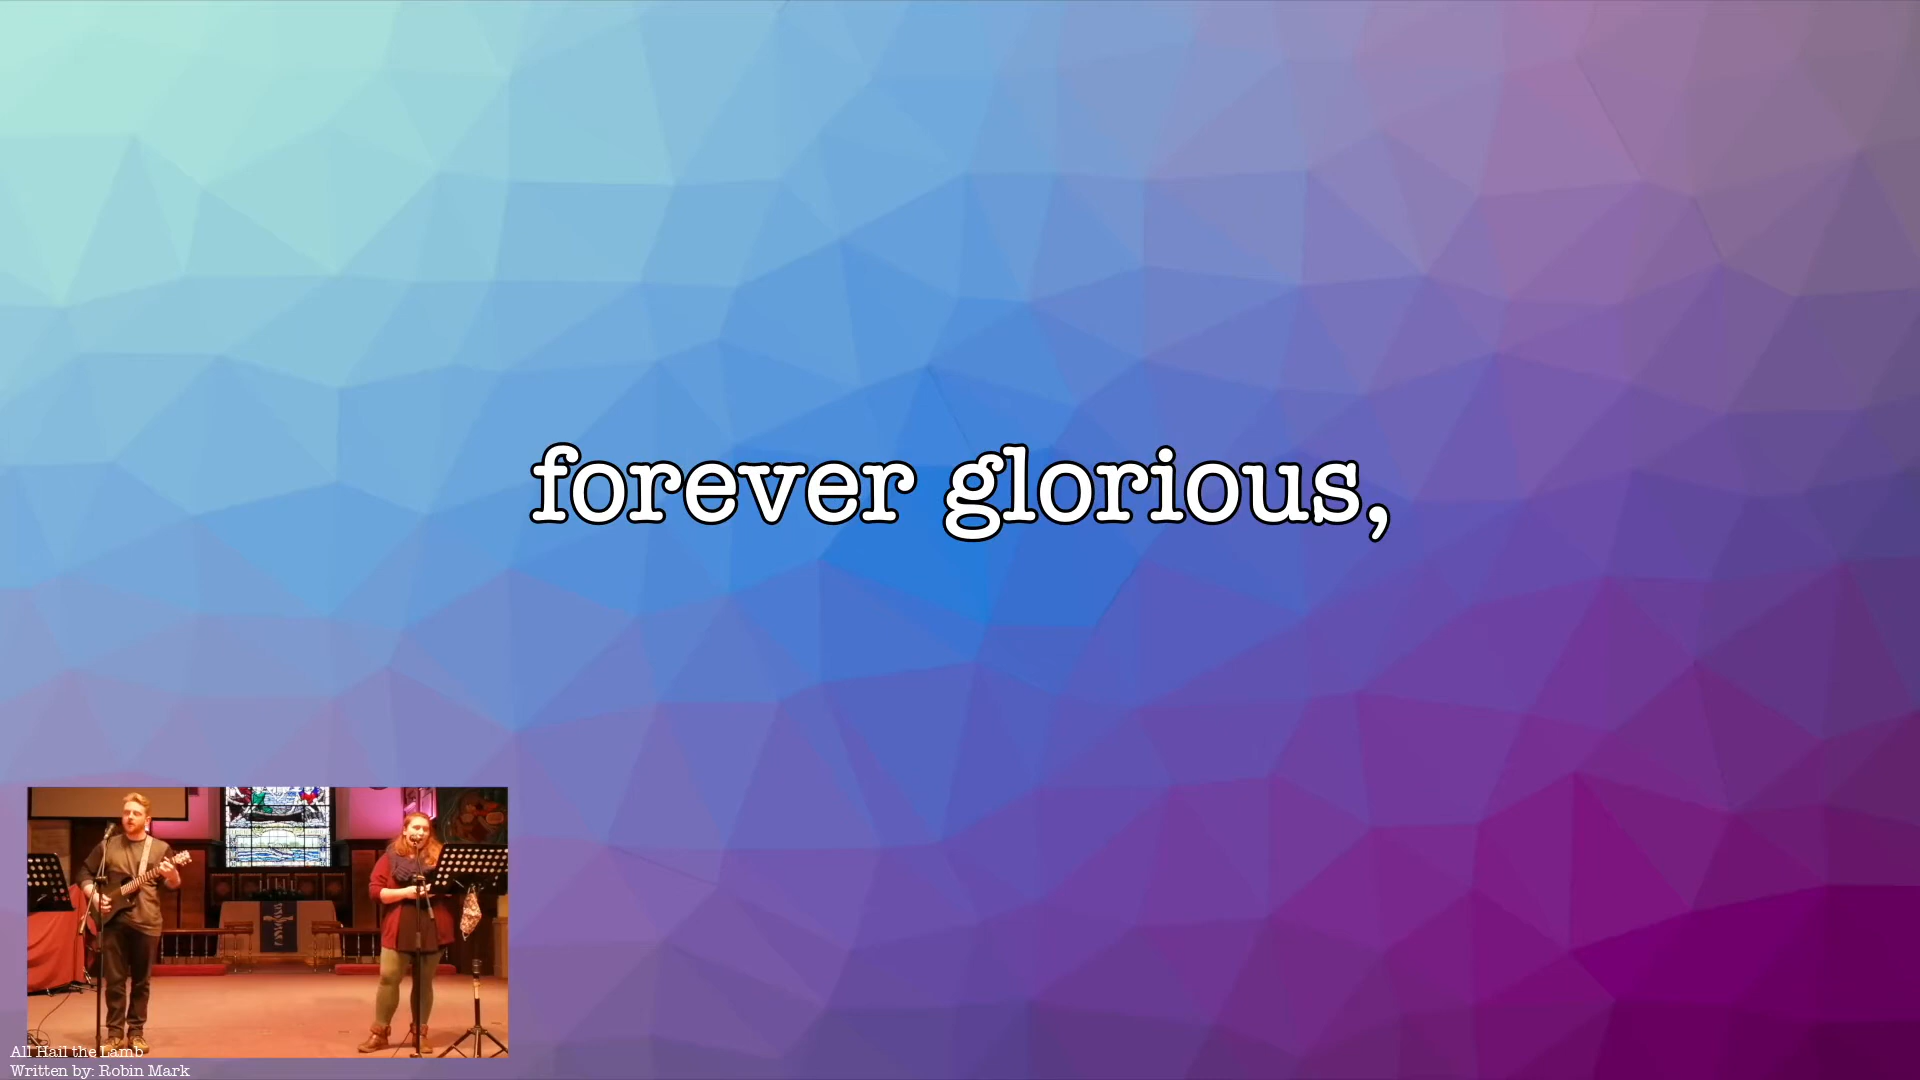 forever glorious,
All Hail the Lamb
Written by: Robin Mark